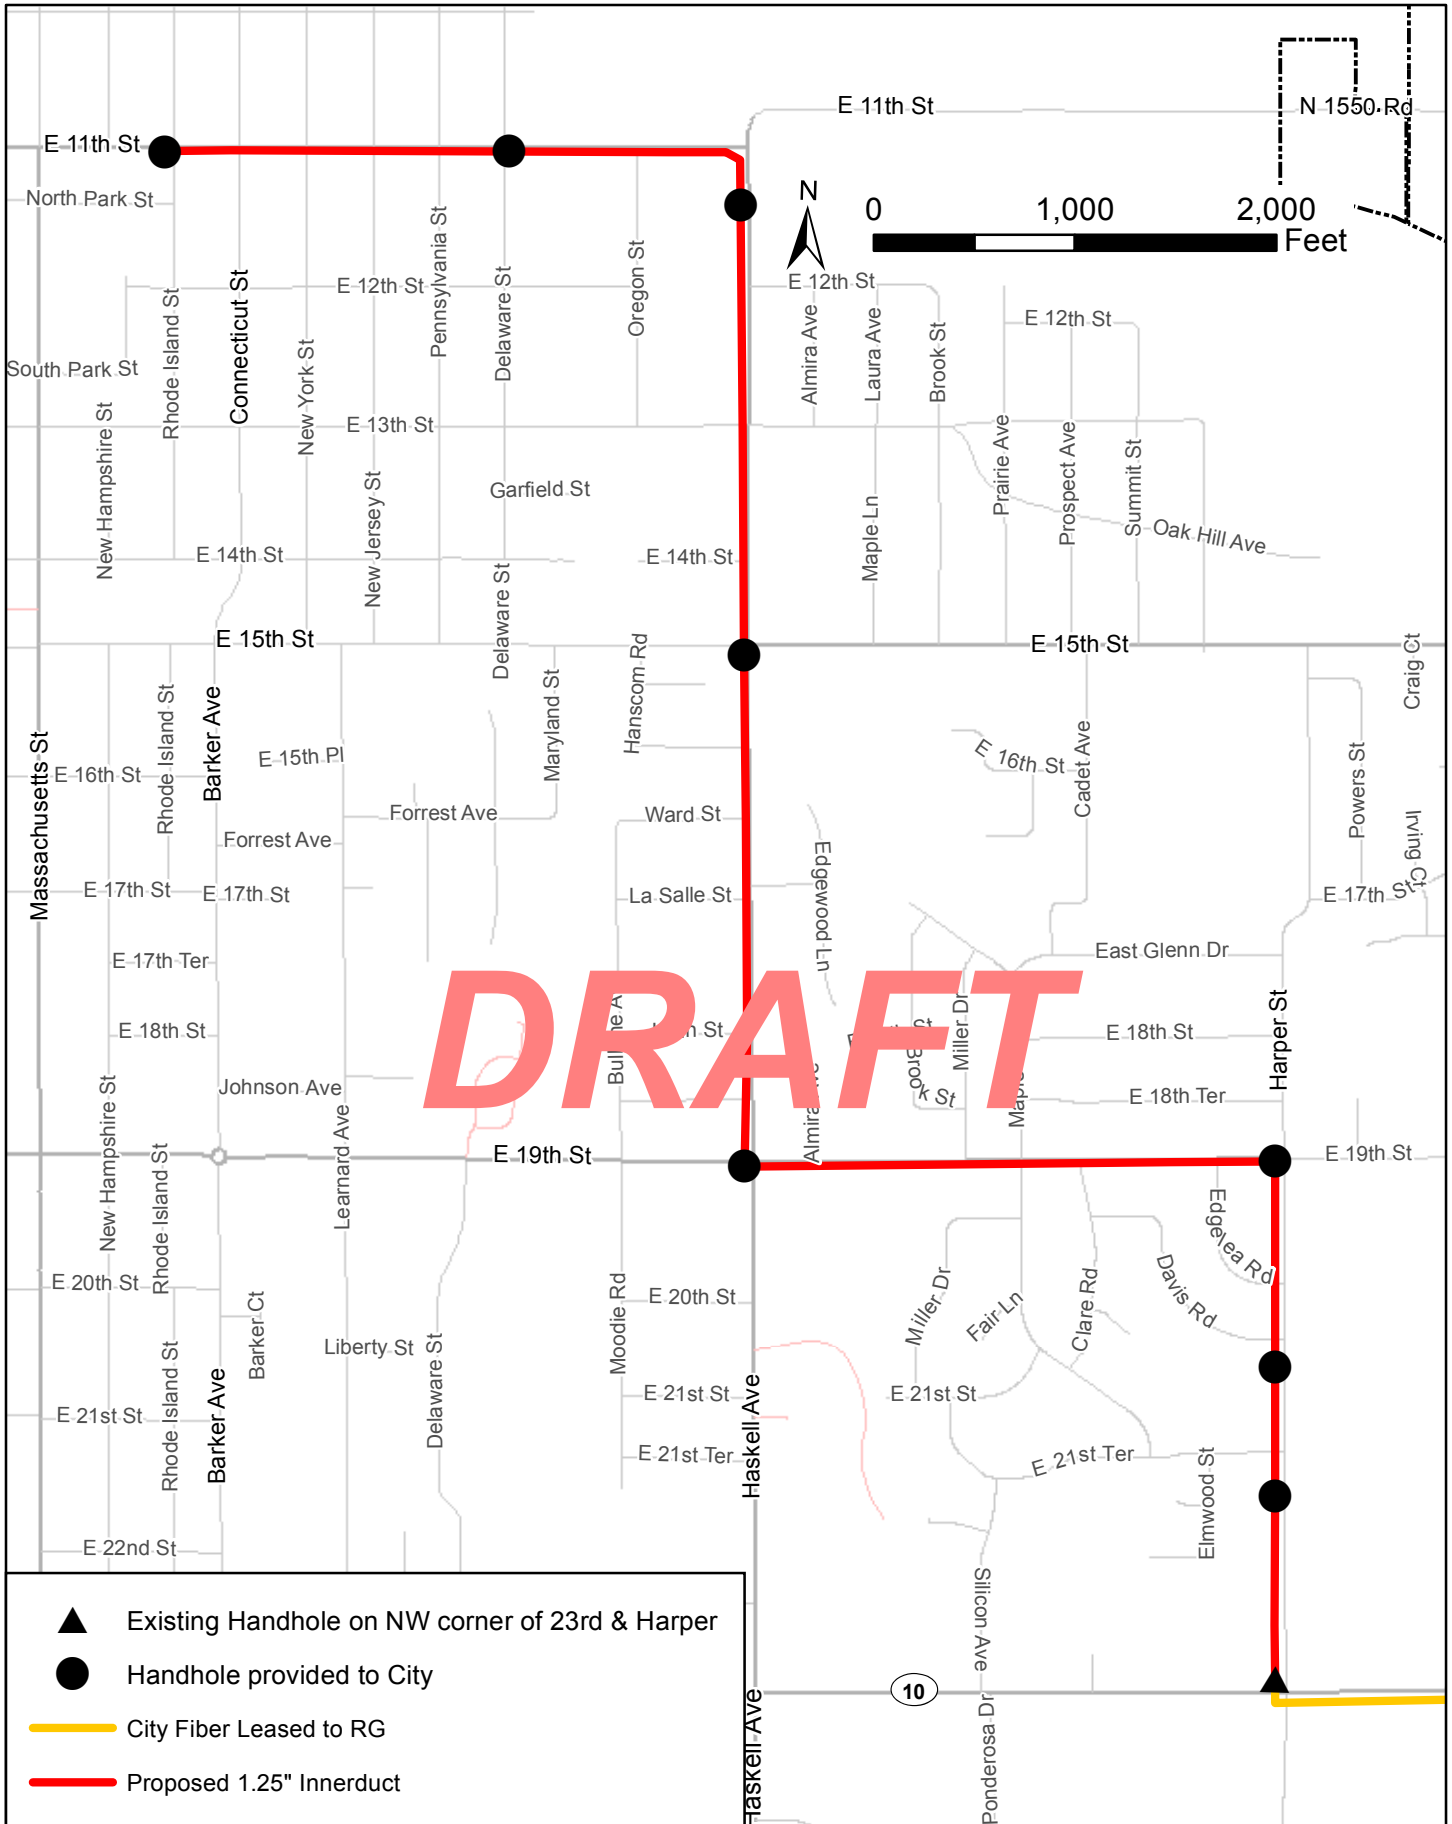 E 11th St
N 1550 Rd
E 11th St
North Park St
N
0 1,000 2,000
Feet
E 12th St
E 12th St
E 12th St
South Park St
Rhode Island St
Connecticut St
New York St
Pennsylvania St
Delaware St
Oregon St
Almira Ave
Laura Ave
Brook St
New Hampshire St
E 13th St
New Jersey St
Garfield St
Prairie Ave
Prospect Ave
Summit St
Maple Ln
Oak Hill Ave
E 14th St
E 14th St
Delaware St
E 15th St
E 15th St
Craig Ct
Hanscom Rd
Maryland St
Massachusetts St
Rhode Island St
Barker Ave
E 15th Pl
E 16th St
E 16th St
Cadet Ave
Powers St
Irving Ct
Forrest Ave
Forrest Ave
Ward St
Edgewood Ln
E 17th St
E 17th St
La Salle St
E 17th St
E 17th Ter
East Glenn Dr
DRAFT
E 18th St
Miller Dr
E 18th St
Harper St
Johnson Ave
E 18th Ter
New Hampshire St
Learnard Ave
Rhode Island St
E 19th St
E 19th St
Edgelea Rd
E 20th St
Moodie Rd
E 20th St
Miller Dr
Fair Ln
Clare Rd
Davis Rd
Barker Ct
Liberty St
Delaware St
Rhode Island St
Barker Ave
E 21st St
E 21st St
E 21st St
Haskell Ave
E 21st Ter
E 21st Ter
Elmwood St
E 22nd St
Silicon Ave
10
Ponderosa Dr
Haskell Ave
Existing Handhole on NW corner of 23rd & Harper
Handhole provided to City
City Fiber Leased to RG
Proposed 1.25" Innerduct